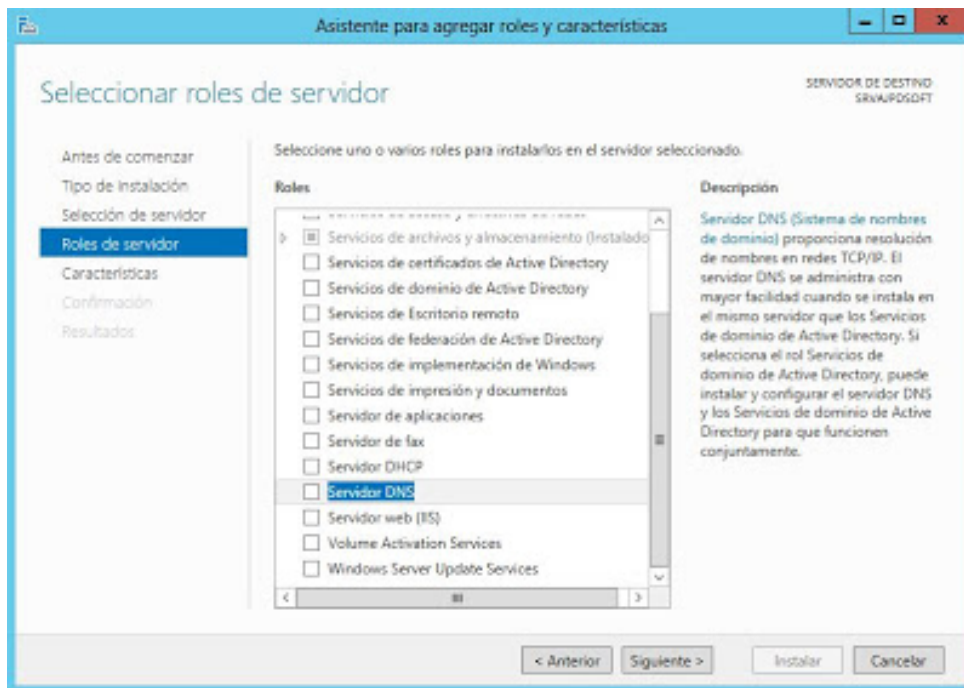 Asistente para agregar roles y características
Seleccionar roles de servidor
SERVIDOR DE DESTINO
SRVAJPDSOFT
Antes de comenzar
Tipo de instalación
Selección de servidor
Roles de servidor
Características
Confirmación
Resultados
Seleccione uno o varios roles para instalarlos en el servidor seleccionado.
Roles
Servicios de archivos y almacenamiento (Instalado
Servicios de certificados de Active Directory
Servicios de dominio de Active Directory
Servicios de Escritorio remoto
Servicios de federación de Active Directory
Servicios de implementación de Windows
Servicios de impresión y documentos
Servidor de aplicaciones
Servidor de fax
Servidor DHCP
Servidor DNS
Servidor web (IIS)
Volume Activation Services
Windows Server Update Services
Descripción
Servidor DNS (Sistema de nombres
de dominio) proporciona resolución
de nombres en redes TCP/IP. El
servidor DNS se administra con
mayor facilidad cuando se instala en
el mismo servidor que los Servicios
de dominio de Active Directory. Si
selecciona el rol Servicios de
dominio de Active Directory, puede
instalar y configurar el servidor DNS
y los Servicios de dominio de Active
Directory para que funcionen
conjuntamente.
< Anterior
Siguiente >
Instalar
Cancelar